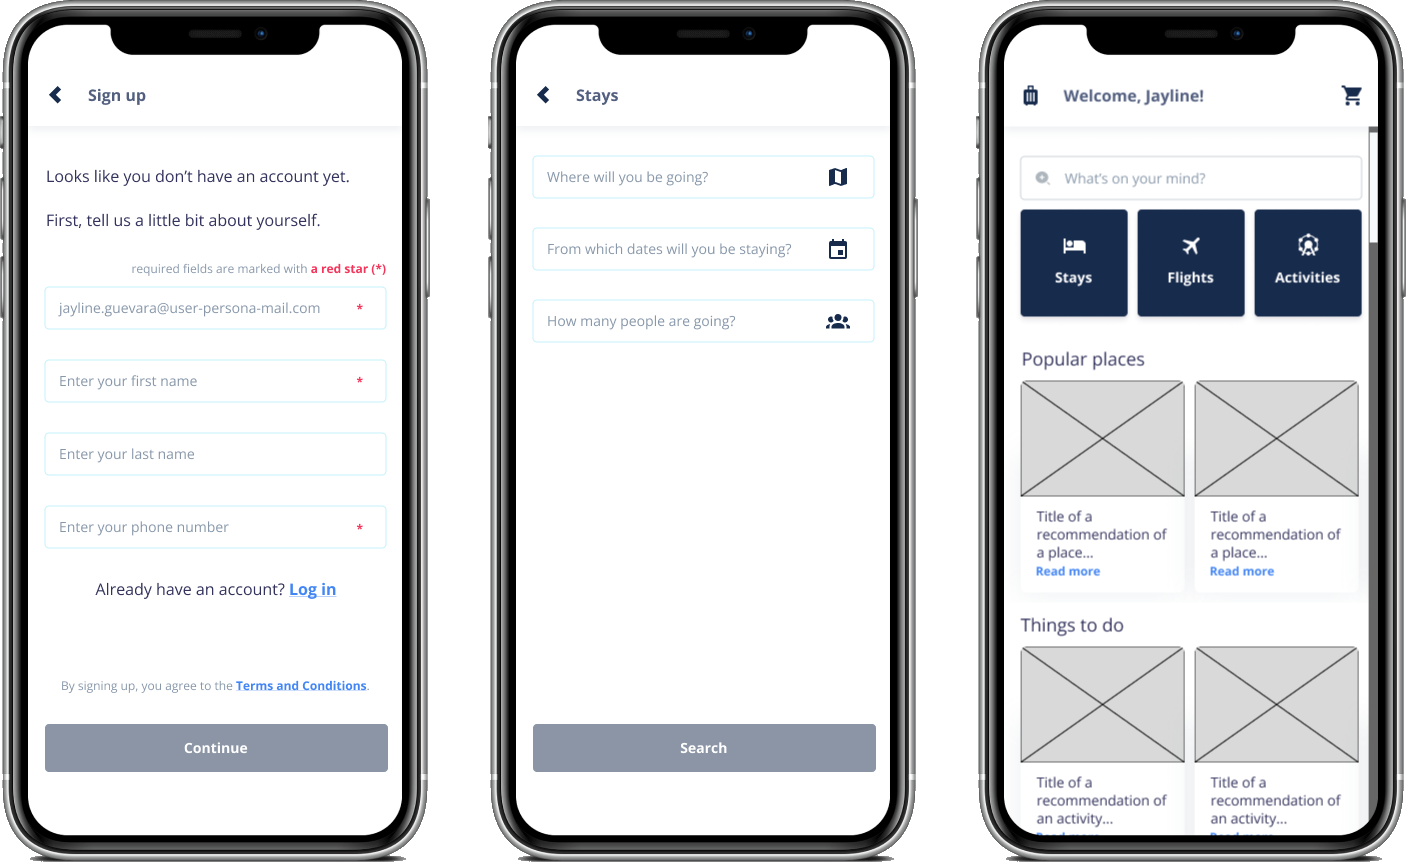 Sign up
Looks like you don't have an account yet.
First, tell us a little bit about yourself.
required fields are marked with a red star (*)
jayline.guevara@user-persona-mail.com *
Enter your first name *
Enter your last name
Enter your phone number *
Already have an account? Log in
By signing up, you agree to the Terms and Conditions.
Continue
Stays
Where will you be going?
From which dates will you be staying?
How many people are going?
Search
Welcome, Jayline!
What's on your mind?
Stays
Flights
Activities
Popular places
Title of a
recommendation of
a place...
Read more
Title of a
recommendation of
a place...
Read more
Things to do
Title of a
recommendation of
an activity...
Read more
Title of a
recommendation of
an activity...
Read more